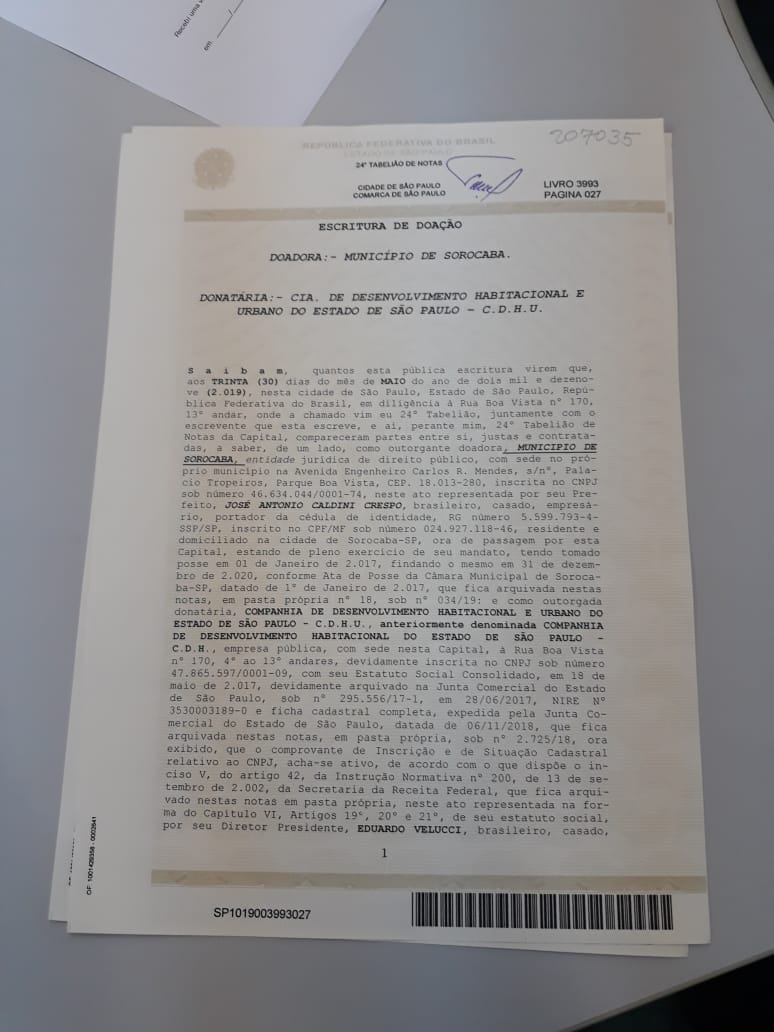 Recebi uma
em ___/___/
REPÚBLICA FEDERATIVA DO BRASIL
ESTADO DE SÃO PAULO
207035
24º TABELIÃO DE NOTAS
CIDADE DE SÃO PAULO
COMARCA DE SÃO PAULO
LIVRO 3993
PAGINA 027
ESCRITURA DE DOAÇÃO
DOADORA:- MUNICÍPIO DE SOROCABA.
DONATÁRIA:- CIA. DE DESENVOLVIMENTO HABITACIONAL E
URBANO DO ESTADO DE SÃO PAULO – C.D.H.U.
S a i b a m, quantos esta pública escritura virem que,
aos TRINTA (30) dias do mês de MAIO do ano de dois mil e dezeno-
ve (2.019), nesta cidade de São Paulo, Estado de São Paulo, Repú-
blica Federativa do Brasil, em diligência à Rua Boa Vista nº 170,
13º andar, onde a chamado vim eu 24º Tabelião, juntamente com o
escrevente que esta escreve, e ai, perante mim, 24º Tabelião de
Notas da Capital, compareceram partes entre si, justas e contrata-
das, a saber, de um lado, como outorgante doadora, MUNICIPIO DE
SOROCABA, entidade jurídica de direito público, com sede no pró-
prio município na Avenida Engenheiro Carlos R. Mendes, s/nº, Pala-
cio Tropeiros, Parque Boa Vista, CEP. 18.013-280, inscrita no CNPJ
sob número 46.634.044/0001-74, neste ato representada por seu Pre-
feito, JOSÉ ANTONIO CALDINI CRESPO, brasileiro, casado, empresá-
rio, portador da cédula de identidade, RG número 5.599.793-4-
SSP/SP, inscrito no CPF/MF sob número 024.927.118-46, residente e
domiciliado na cidade de Sorocaba-SP, ora de passagem por esta
Capital, estando de pleno exercício de seu mandato, tendo tomado
posse em 01 de Janeiro de 2.017, findando o mesmo em 31 de dezem-
bro de 2.020, conforme Ata de Posse da Câmara Municipal de Soroca-
ba-SP, datado de 1º de Janeiro de 2.017, que fica arquivada nestas
notas, em pasta própria nº 18, sob nº 034/19: e como outorgada
donatária, COMPANHIA DE DESENVOLVIMENTO HABITACIONAL E URBANO DO
ESTADO DE SÃO PAULO - C.D.H.U., anteriormente denominada COMPANHIA
DE DESENVOLVIMENTO HABITACIONAL DO ESTADO DE SÃO PAULO –
C.D.H., empresa pública, com sede nesta Capital, à Rua Boa Vista
nº 170, 4º ao 13º andares, devidamente inscrita no CNPJ sob número
47.865.597/0001-09, com seu Estatuto Social Consolidado, em 18 de
maio de 2.017, devidamente arquivado na Junta Comercial do Estado
de São Paulo, sob nº 295.556/17-1, em 28/06/2017, NIRE Nº
3530003189-0 e ficha cadastral completa, expedida pela Junta Co-
mercial do Estado de São Paulo, datada de 06/11/2018, que fica
arquivada nestas notas, em pasta própria, sob nº 2.725/18, ora
exibido, que o comprovante de Inscrição e de Situação Cadastral
relativo ao CNPJ, acha-se ativo, de acordo com o que dispõe o in-
ciso V, do artigo 42, da Instrução Normativa nº 200, de 13 de se-
tembro de 2.002, da Secretaria da Receita Federal, que fica arqui-
vado nestas notas em pasta própria, neste ato representada na for-
ma do Capitulo VI, Artigos 19º, 20º e 21º, de seu estatuto social,
por seu Diretor Presidente, EDUARDO VELUCCI, brasileiro, casado,
1
SP1019003993027